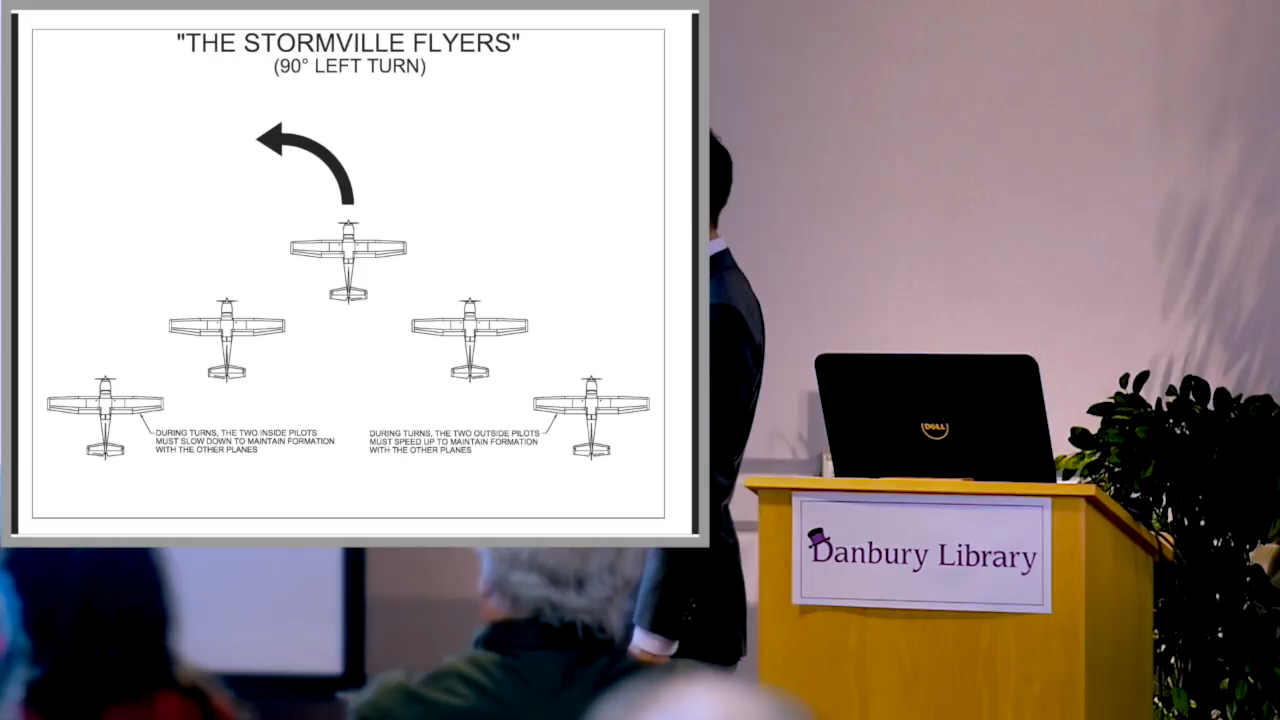 "THE STORMVILLE FLYERS"
(90° LEFT TURN)
DURING TURNS, THE TWO INSIDE PILOTS
MUST SLOW DOWN TO MAINTAIN FORMATION
WITH THE OTHER PLANES
DURING TURNS, THE TWO OUTSIDE PILOTS
MUST SPEED UP TO MAINTAIN FORMATION
WITH THE OTHER PLANES
DELL
Danbury Library